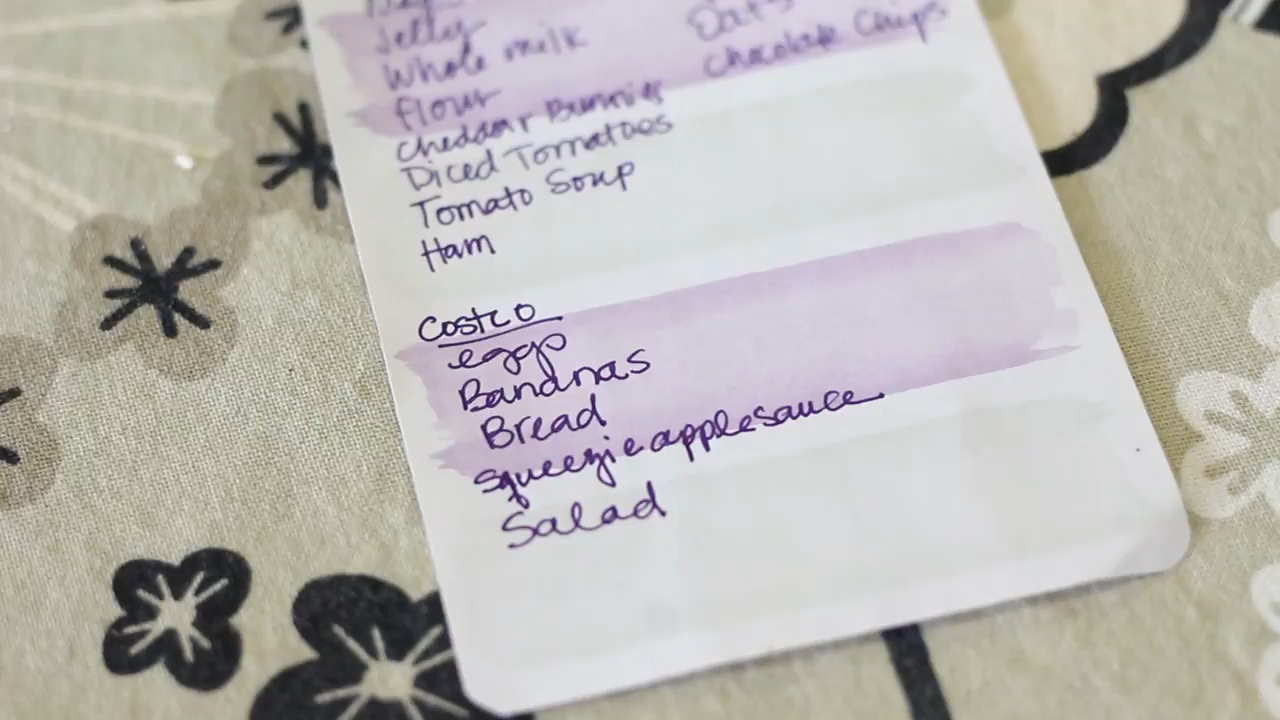 Jelly
Whole milk
flour
Cheddar Bunnies
Diced Tomatoes
Tomato Soup
Ham
Oats
Chocolate Chips
Costco
eggs
Bananas
Bread
Squeezie applesauce
Salad